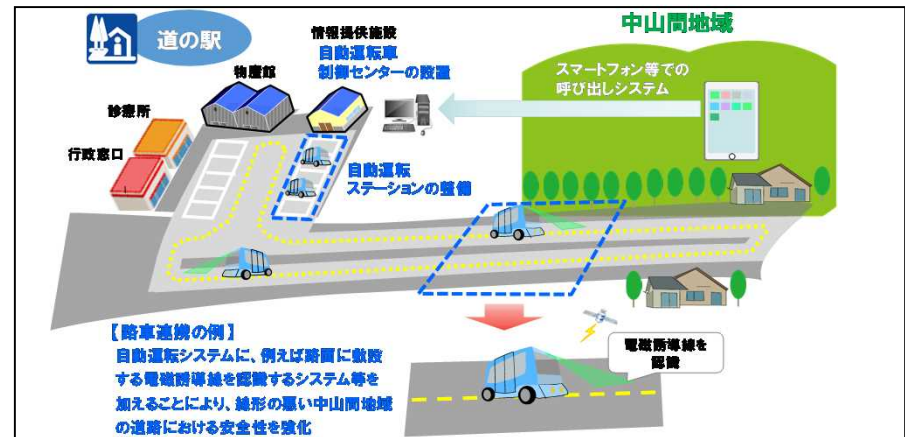 道の駅
情報提供施設
自動運転車
制御センターの設置
中山間地域
スマートフォン等での
呼び出しシステム
物産館
診療所
行政窓口
自動運転
ステーションの整備
【路車連携の例】
自動運転システムに、例えば路面に敷設
する電磁誘導線を認識するシステム等を
加えることにより、線形の悪い中山間地域
の道路における安全性を強化
電磁誘導線を
認識